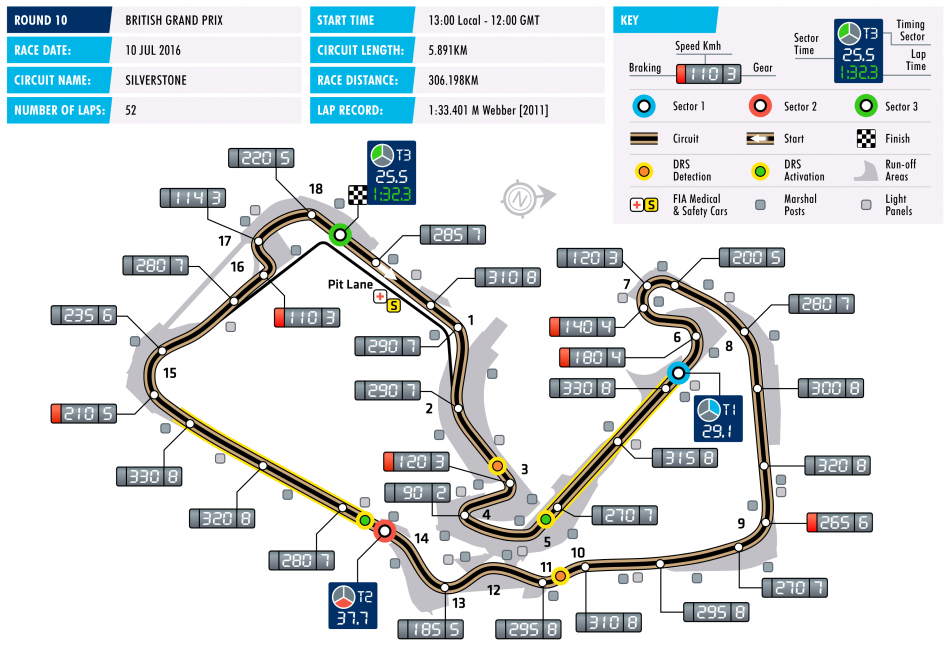 ROUND 10 BRITISH GRAND PRIX
RACE DATE: 10 JUL 2016
CIRCUIT NAME: SILVERSTONE
NUMBER OF LAPS: 52
START TIME 13:00 Local - 12:00 GMT
CIRCUIT LENGTH: 5.891KM
RACE DISTANCE: 306.198KM
LAP RECORD: 1:33.401 M Webber [2011]
KEY
Speed Kmh
Braking 110 3 Gear
Sector Time
T3
25.5
1:32.3
Timing Sector
Lap Time
Sector 1
Sector 2
Sector 3
Circuit
Start
Finish
DRS Detection
DRS Activation
Run-off Areas
S
FIA Medical & Safety Cars
Marshal Posts
Light Panels
220 5
T3
25.5
1:32.3
18
114 3
17
285 7
280 7
16
310 8
Pit Lane
S
110 3
235 6
1
290 7
15
290 7
2
210 5
330 8
3
120 3
90 2
4
320 8
5
270 7
280 7
14
T2
37.7
13
185 5
12
11
10
295 8
310 8
295 8
270 7
9
265 6
320 8
300 8
8
280 7
200 5
120 3
7
140 4
6
180 4
330 8
T1
29.1
315 8